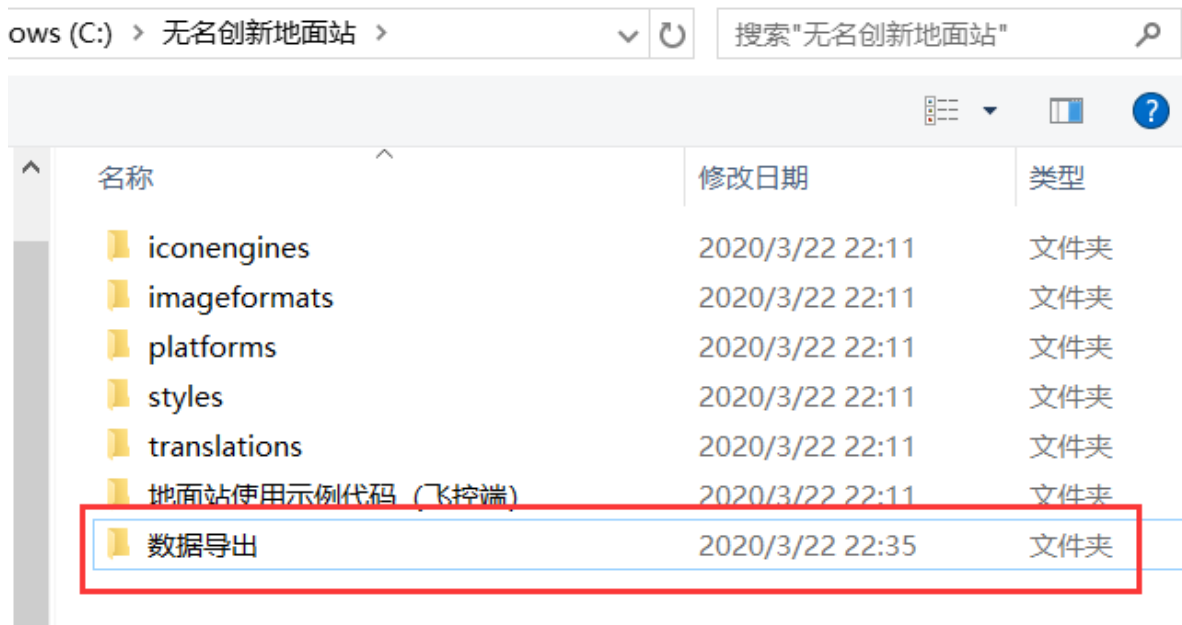 ows (C:) > 无名创新地面站 >
搜索"无名创新地面站"
?
名称 修改日期 类型
iconengines 2020/3/22 22:11 文件夹
imageformats 2020/3/22 22:11 文件夹
platforms 2020/3/22 22:11 文件夹
styles 2020/3/22 22:11 文件夹
translations 2020/3/22 22:11 文件夹
地面站使用示例代码（飞控端） 2020/3/22 22:11 文件夹
数据导出 2020/3/22 22:35 文件夹